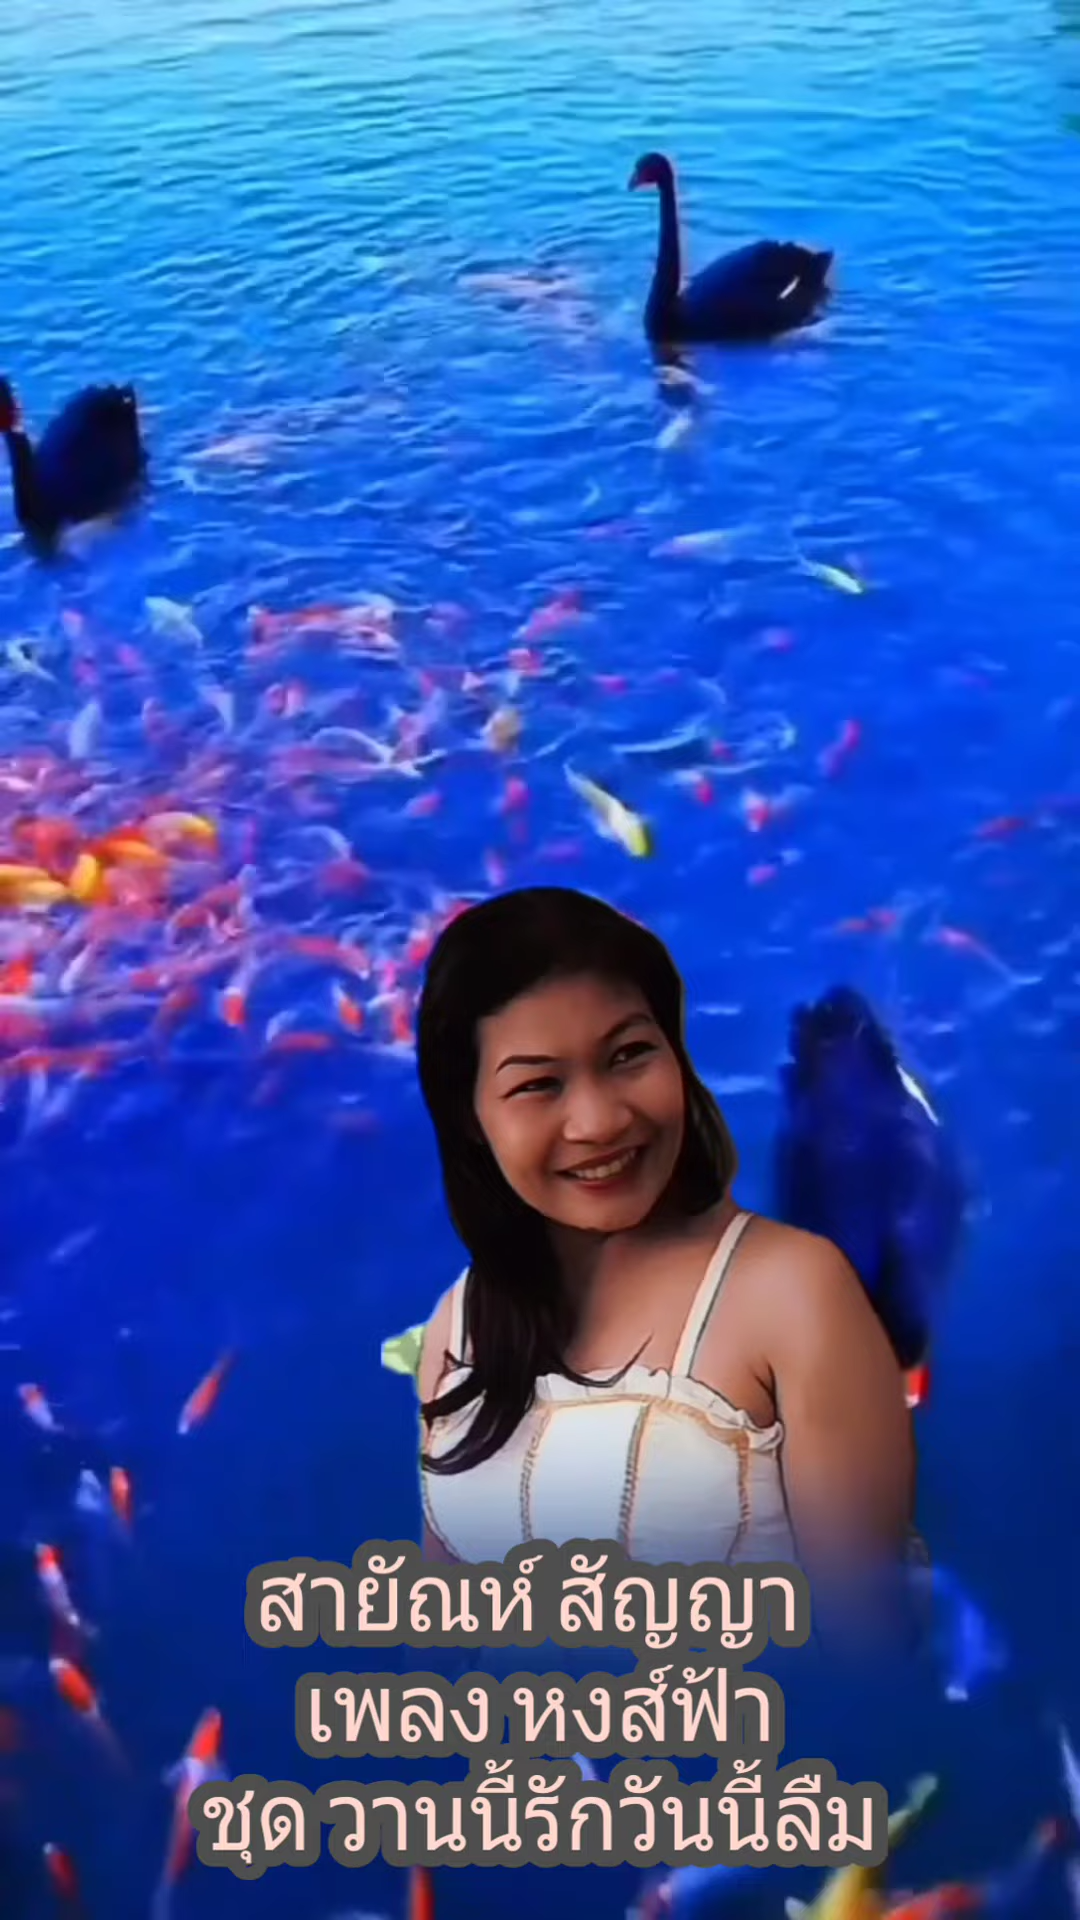 สายัณห์ สัญญา
เพลง หงส์ฟ้า
ชุด วานนี้รักวันนี้ลืม